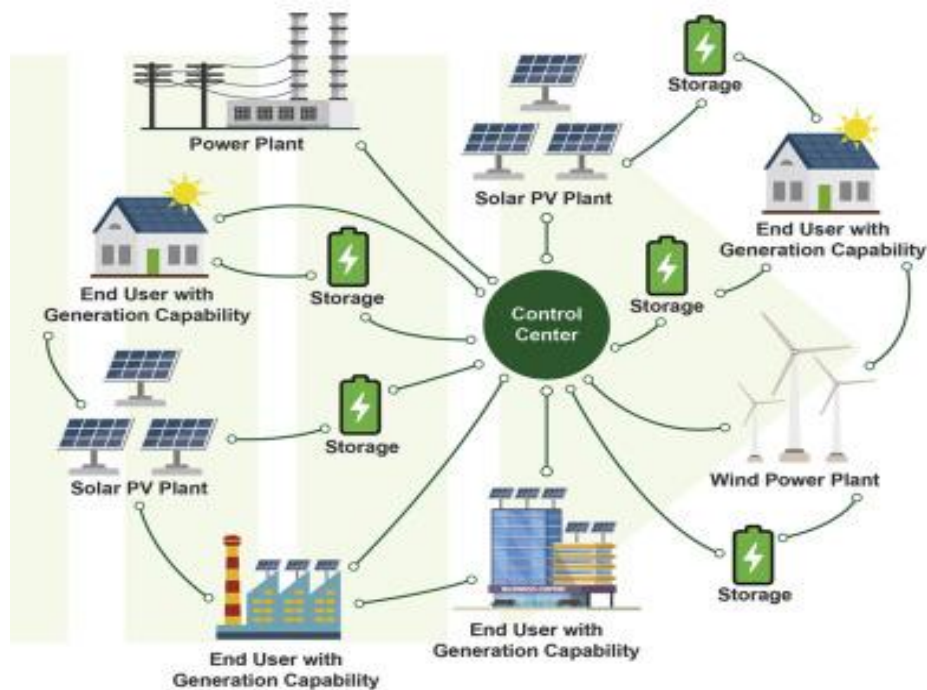 Storage
Power Plant
Solar PV Plant
End User with
Generation Capability
Storage
Storage
End User with
Generation Capability
Control
Center
Storage
Solar PV Plant
Wind Power Plant
BUSINESS CENTER
Storage
End User with
Generation Capability
End User with
Generation Capability